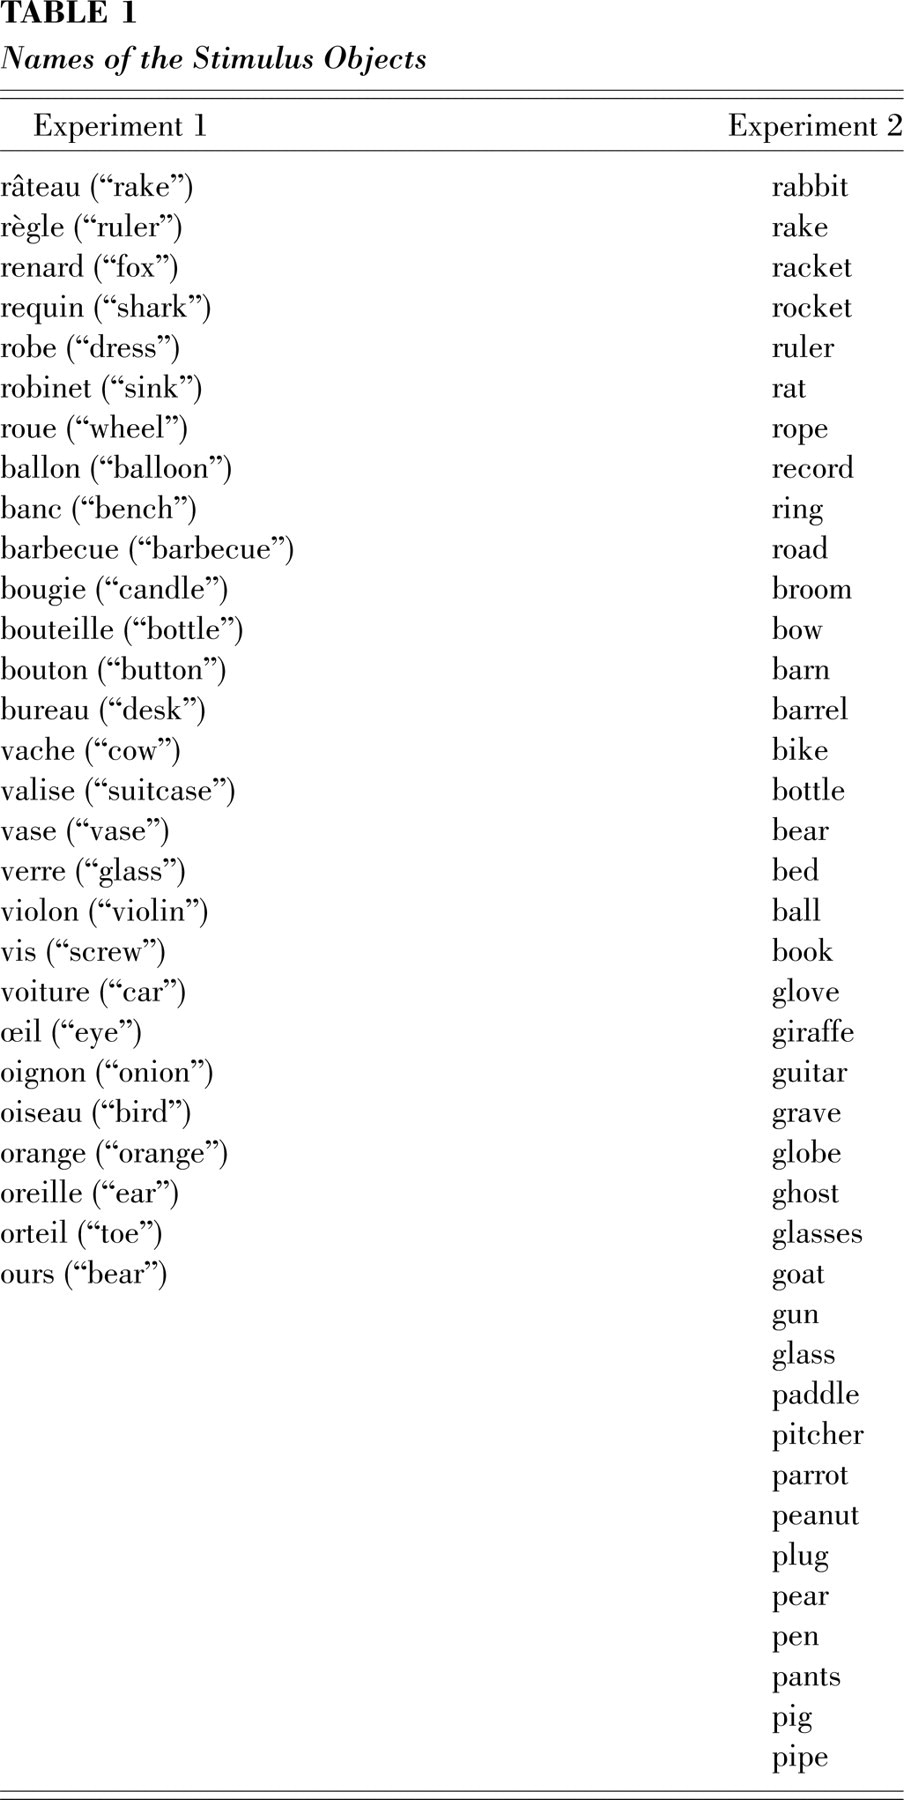 TABLE 1
Names of the Stimulus Objects
Experiment 1 Experiment 2
râteau (“rake”) rabbit
règle (“ruler”) rake
renard (“fox”) racket
requin (“shark”) rocket
robe (“dress”) ruler
robinet (“sink”) rat
roue (“wheel”) rope
ballon (“balloon”) record
banc (“bench”) ring
barbecue (“barbecue”) road
bougie (“candle”) broom
bouteille (“bottle”) bow
bouton (“button”) barn
bureau (“desk”) barrel
vache (“cow”) bike
valise (“suitcase”) bottle
vase (“vase”) bear
verre (“glass”) bed
violon (“violin”) ball
vis (“screw”) book
voiture (“car”) glove
œil (“eye”) giraffe
oignon (“onion”) guitar
oiseau (“bird”) grave
orange (“orange”) globe
oreille (“ear”) ghost
orteil (“toe”) glasses
ours (“bear”) goat
gun
glass
paddle
pitcher
parrot
peanut
plug
pear
pen
pants
pig
pipe